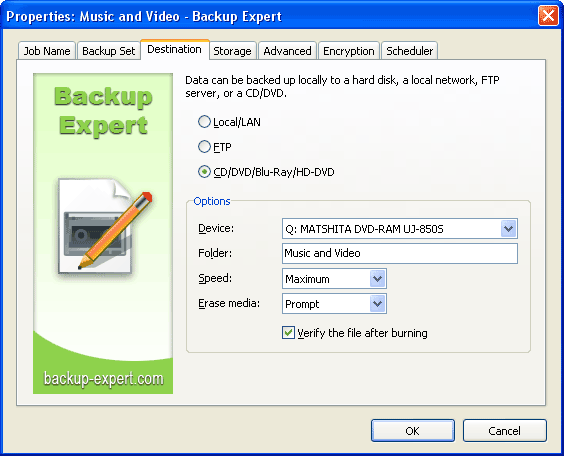 Properties: Music and Video - Backup Expert
Job Name Backup Set Destination Storage Advanced Encryption Scheduler
Backup
Expert
backup-expert.com
Data can be backed up locally to a hard disk, a local network, FTP
server, or a CD/DVD.
Local/LAN
FTP
CD/DVD/Blu-Ray/HD-DVD
Options
Device: Q: MATSHITA DVD-RAM UJ-850S
Folder: Music and Video
Speed: Maximum
Erase media: Prompt
Verify the file after burning
OK Cancel